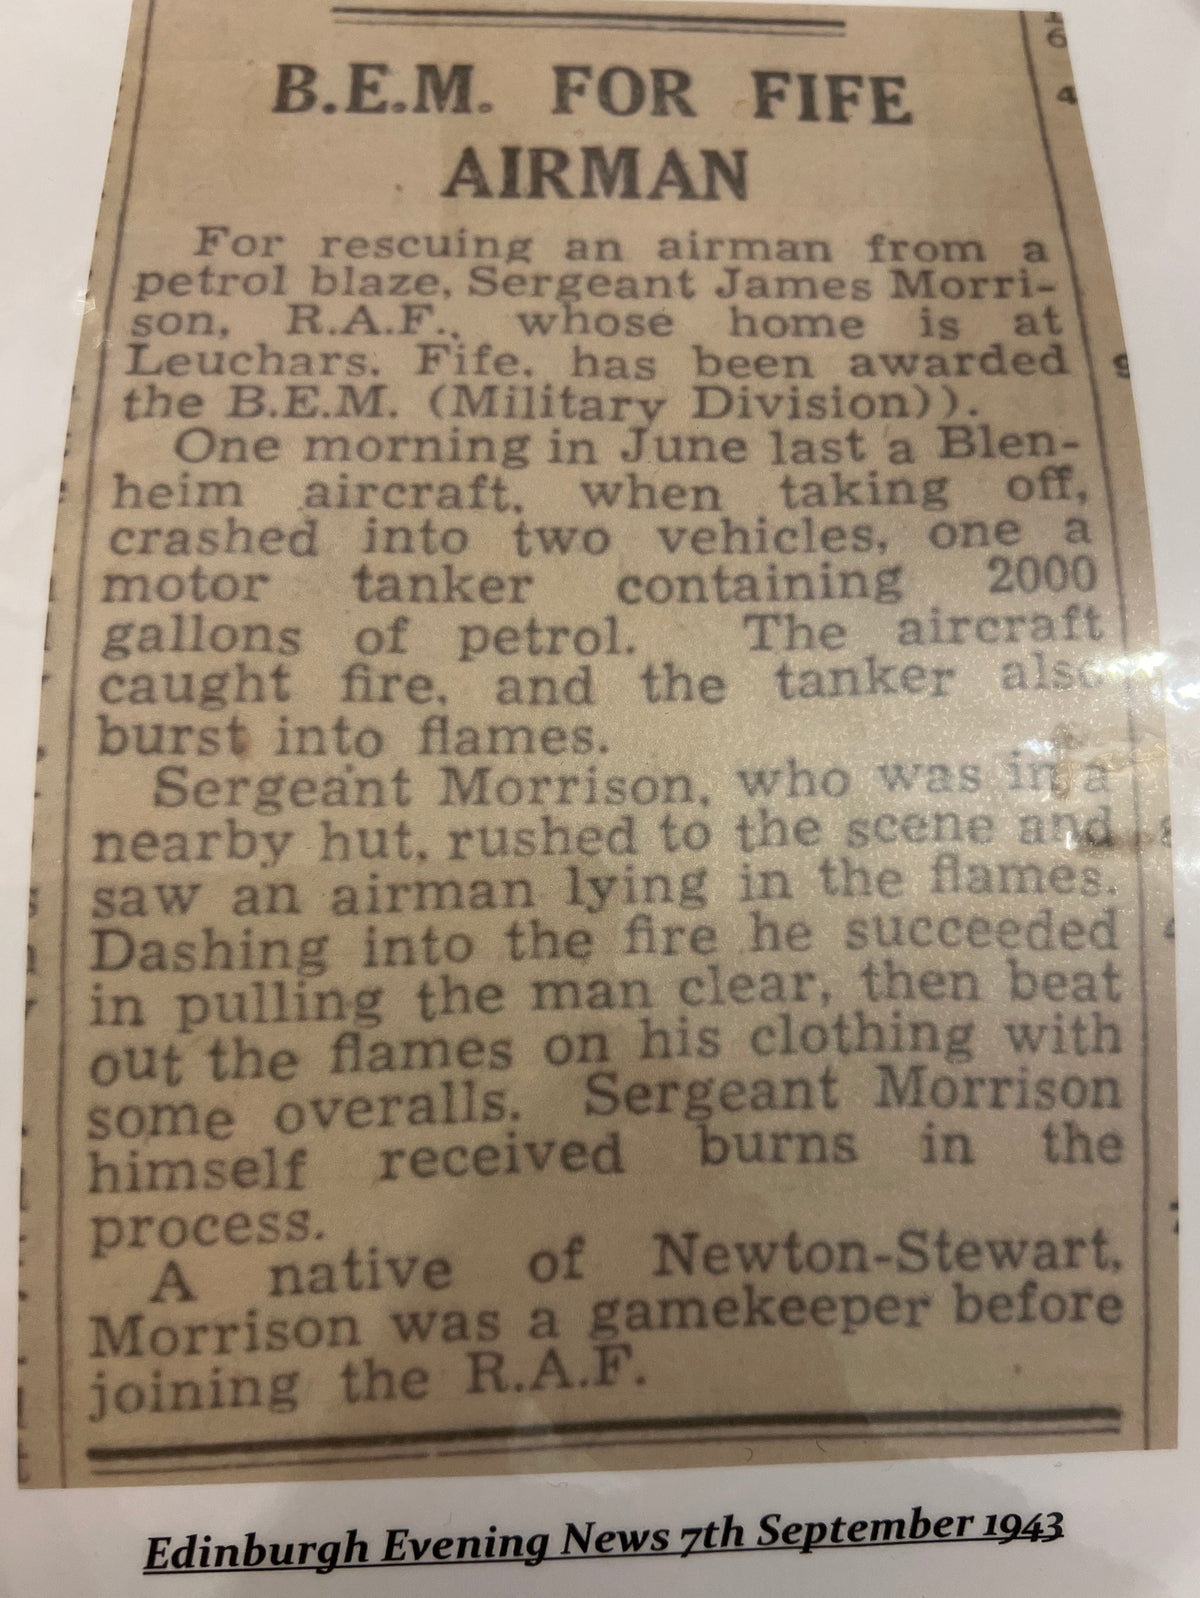 B.E.M. FOR FIFE
AIRMAN
For rescuing an airman from a
petrol blaze, Sergeant James Morri-
son, R.A.F., whose home is at
Leuchars, Fife, has been awarded
the B.E.M. (Military Division)).
One morning in June last a Blen-
heim aircraft, when taking off,
crashed into two vehicles, one a
motor tanker containing 2000
gallons of petrol. The aircraft
caught fire, and the tanker also
burst into flames.
Sergeant Morrison, who was in a
nearby hut, rushed to the scene and
saw an airman lying in the flames.
Dashing into the fire he succeeded
in pulling the man clear, then beat
out the flames on his clothing with
some overalls. Sergeant Morrison
himself received burns in the
process.
A native of Newton-Stewart,
Morrison was a gamekeeper before
joining the R.A.F.
Edinburgh Evening News 7th September 1943